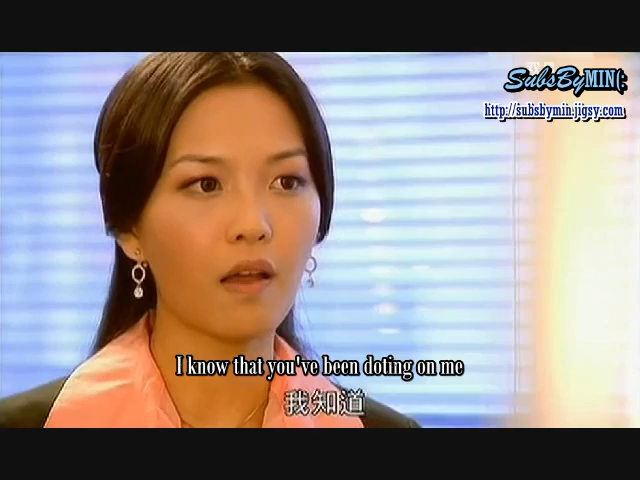 SubsByMIN(:
http://subsbymin.jigsy.com
I know that you've been doting on me
我知道